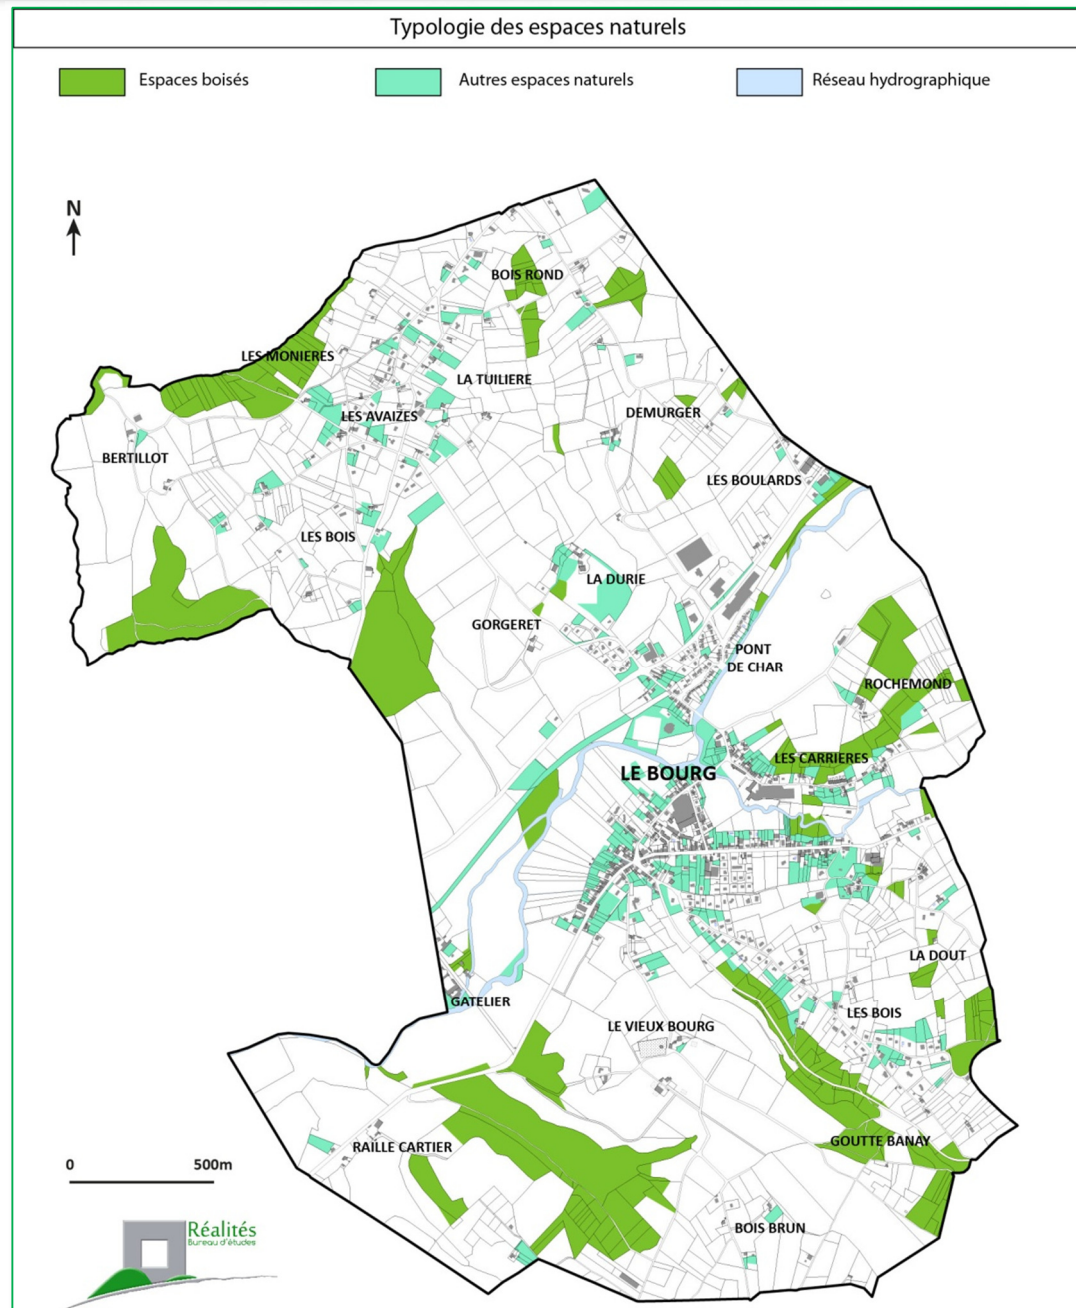 Typologie des espaces naturels
Espaces boisés
Autres espaces naturels
Réseau hydrographique
N
BOIS ROND
LES MONIERES
LA TUILIERE
LES AVAIZES
DEMURGER
BERTILLOT
LES BOULARDS
LES BOIS
LA DURIE
GORGERET
PONT
DE CHAR
ROCHEMOND
LES CARRIERES
LE BOURG
LA DOUT
GATELIER
LES BOIS
LE VIEUX BOURG
GOUTTE BANAY
RAILLE CARTIER
0 500m
BOIS BRUN
Réalités
Bureau d'études